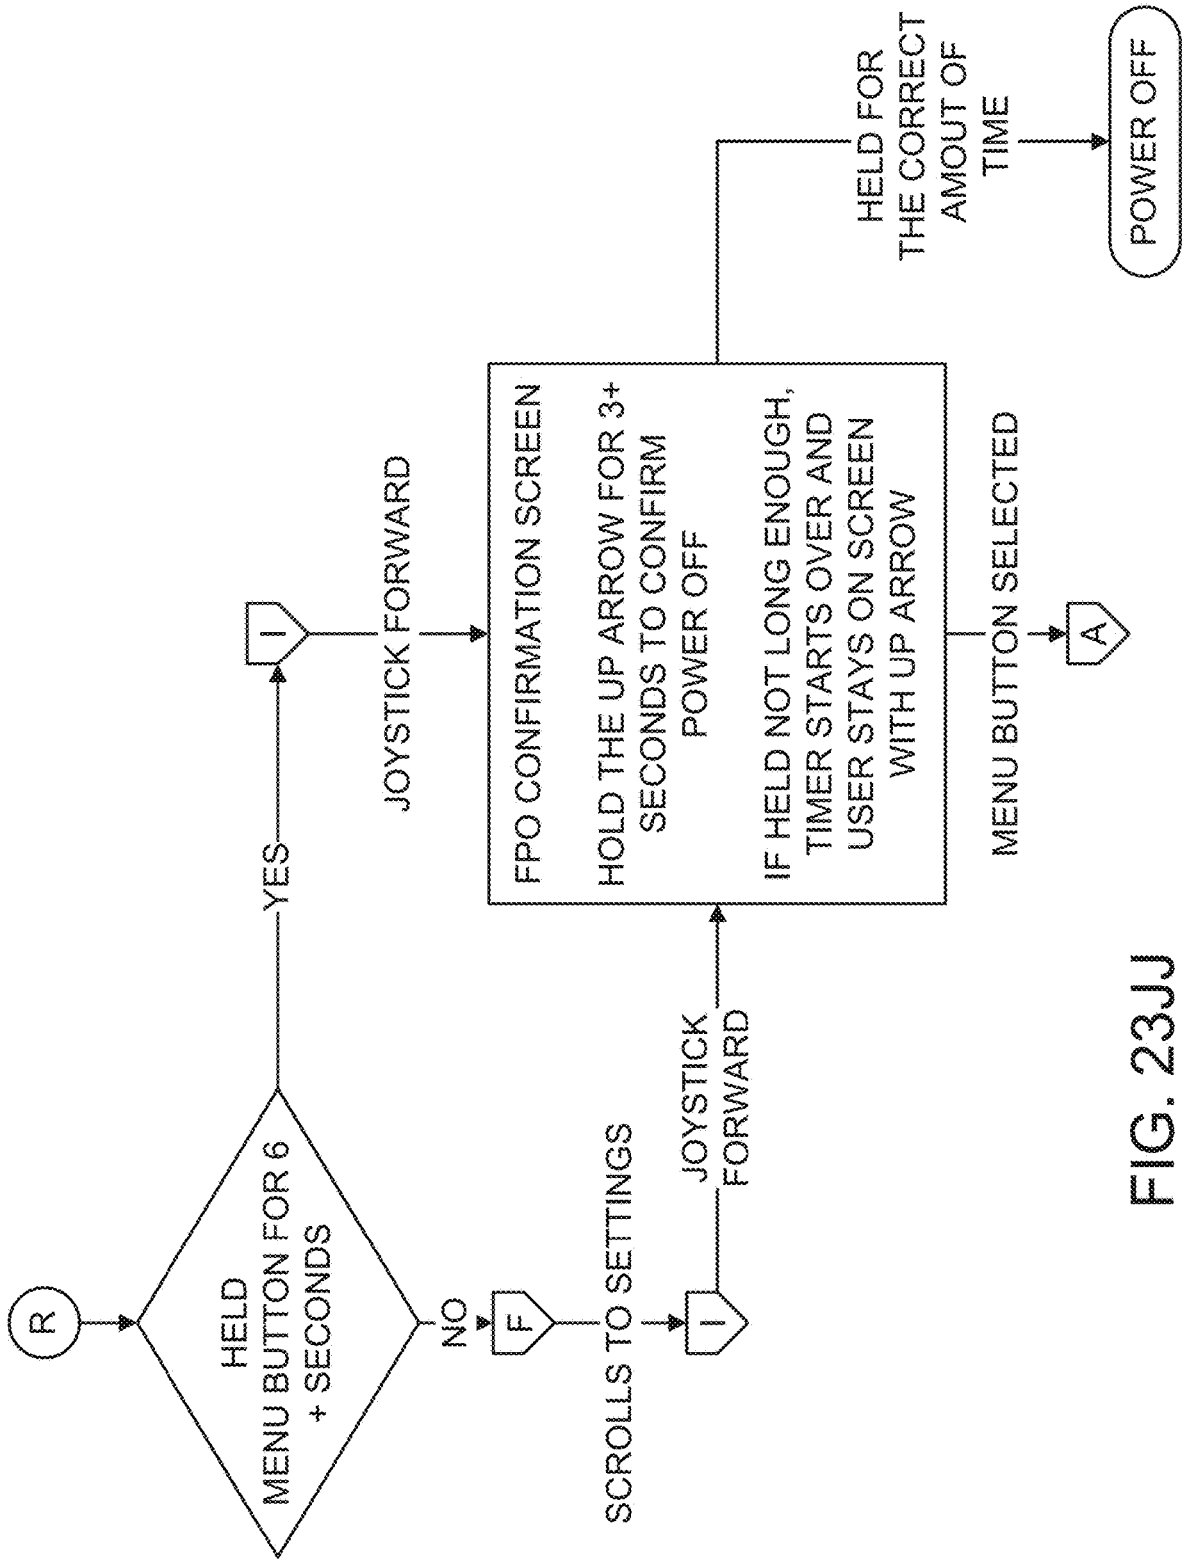 R
HELD
MENU BUTTON FOR 6
+ SECONDS
YES
I
JOYSTICK FORWARD
NO
F
SCROLLS TO SETTINGS
I
JOYSTICK
FORWARD
FPO CONFIRMATION SCREEN
HOLD THE UP ARROW FOR 3+
SECONDS TO CONFIRM
POWER OFF
IF HELD NOT LONG ENOUGH,
TIMER STARTS OVER AND
USER STAYS ON SCREEN
WITH UP ARROW
HELD FOR
THE CORRECT
AMOUT OF
TIME
POWER OFF
MENU BUTTON SELECTED
A
FIG. 23JJ